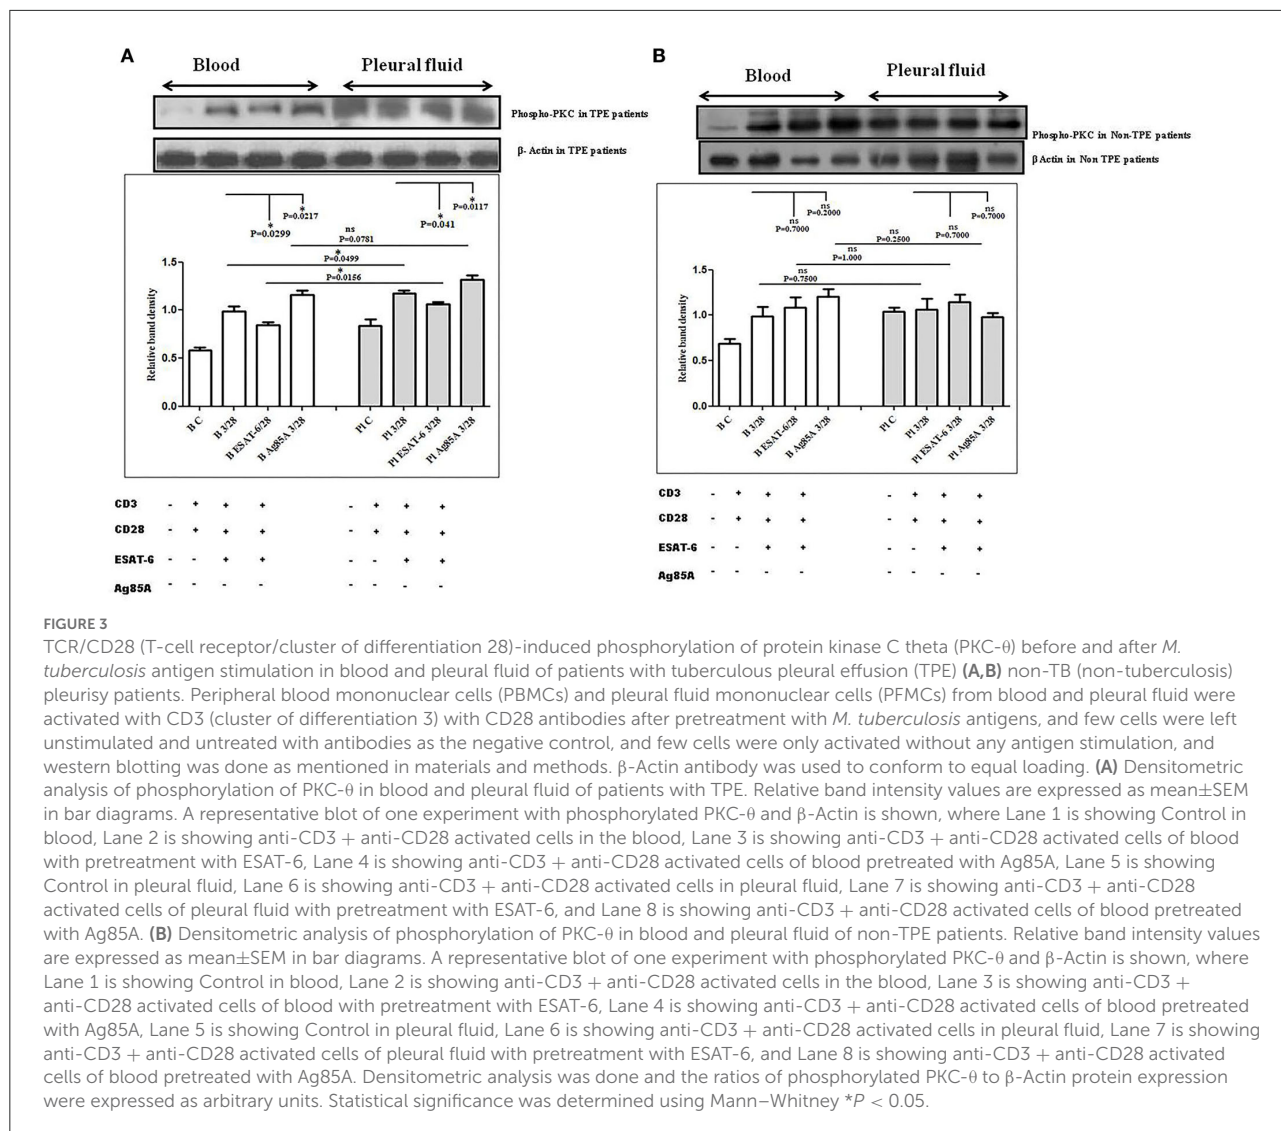 A
Blood
Pleural fluid
Phospho-PKC in TPE patients
β- Actin in TPE patients
*
P=0.0217
*
P=0.0299
*
P=0.0117
*
P=0.041
ns
P=0.0781
*
P=0.0499
*
P=0.0156
Relative band density
1.5
1.0
0.5
0.0
B C
B 3/28
B ESAT-6/28
B Ag85A 3/28
Pl C
Pl 3/28
Pl ESAT-6 3/28
Pl Ag85A 3/28
CD3 - + + + - + + +
CD28 - + + + - + + +
ESAT-6 - - + + - - + +
Ag85A - - - - - - - -
B
Blood
Pleural fluid
Phospho-PKC in Non-TPE patients
β Actin in Non TPE patients
ns
P=0.2000
ns
P=0.7000
ns
P=0.7000
ns
P=0.7000
ns
P=0.2500
ns
P=1.000
ns
P=0.7500
Relative band density
1.5
1.0
0.5
0.0
B C
B 3/28
B ESAT-6/28
B Ag85A 3/28
Pl C
Pl 3/28
Pl ESAT-6 3/28
Pl Ag85A 3/28
CD3 - + + + - + + +
CD28 - + + + - + + +
ESAT-6 - - + + - - + +
Ag85A - - - - - - - -
FIGURE 3
TCR/CD28 (T-cell receptor/cluster of differentiation 28)-induced phosphorylation of protein kinase C theta (PKC-θ) before and after M.
tuberculosis antigen stimulation in blood and pleural fluid of patients with tuberculous pleural effusion (TPE) (A,B) non-TB (non-tuberculosis)
pleurisy patients. Peripheral blood mononuclear cells (PBMCs) and pleural fluid mononuclear cells (PFMCs) from blood and pleural fluid were
activated with CD3 (cluster of differentiation 3) with CD28 antibodies after pretreatment with M. tuberculosis antigens, and few cells were left
unstimulated and untreated with antibodies as the negative control, and few cells were only activated without any antigen stimulation, and
western blotting was done as mentioned in materials and methods. β-Actin antibody was used to conform to equal loading. (A) Densitometric
analysis of phosphorylation of PKC-θ in blood and pleural fluid of patients with TPE. Relative band intensity values are expressed as mean±SEM
in bar diagrams. A representative blot of one experiment with phosphorylated PKC-θ and β-Actin is shown, where Lane 1 is showing Control in
blood, Lane 2 is showing anti-CD3 + anti-CD28 activated cells in the blood, Lane 3 is showing anti-CD3 + anti-CD28 activated cells of blood
with pretreatment with ESAT-6, Lane 4 is showing anti-CD3 + anti-CD28 activated cells of blood pretreated with Ag85A, Lane 5 is showing
Control in pleural fluid, Lane 6 is showing anti-CD3 + anti-CD28 activated cells in pleural fluid, Lane 7 is showing anti-CD3 + anti-CD28
activated cells of pleural fluid with pretreatment with ESAT-6, and Lane 8 is showing anti-CD3 + anti-CD28 activated cells of blood pretreated
with Ag85A. (B) Densitometric analysis of phosphorylation of PKC-θ in blood and pleural fluid of non-TPE patients. Relative band intensity values
are expressed as mean±SEM in bar diagrams. A representative blot of one experiment with phosphorylated PKC-θ and β-Actin is shown, where
Lane 1 is showing Control in blood, Lane 2 is showing anti-CD3 + anti-CD28 activated cells in the blood, Lane 3 is showing anti-CD3 +
anti-CD28 activated cells of blood with pretreatment with ESAT-6, Lane 4 is showing anti-CD3 + anti-CD28 activated cells of blood pretreated
with Ag85A, Lane 5 is showing Control in pleural fluid, Lane 6 is showing anti-CD3 + anti-CD28 activated cells in pleural fluid, Lane 7 is showing
anti-CD3 + anti-CD28 activated cells of pleural fluid with pretreatment with ESAT-6, and Lane 8 is showing anti-CD3 + anti-CD28 activated
cells of blood pretreated with Ag85A. Densitometric analysis was done and the ratios of phosphorylated PKC-θ to β-Actin protein expression
were expressed as arbitrary units. Statistical significance was determined using Mann–Whitney *P < 0.05.